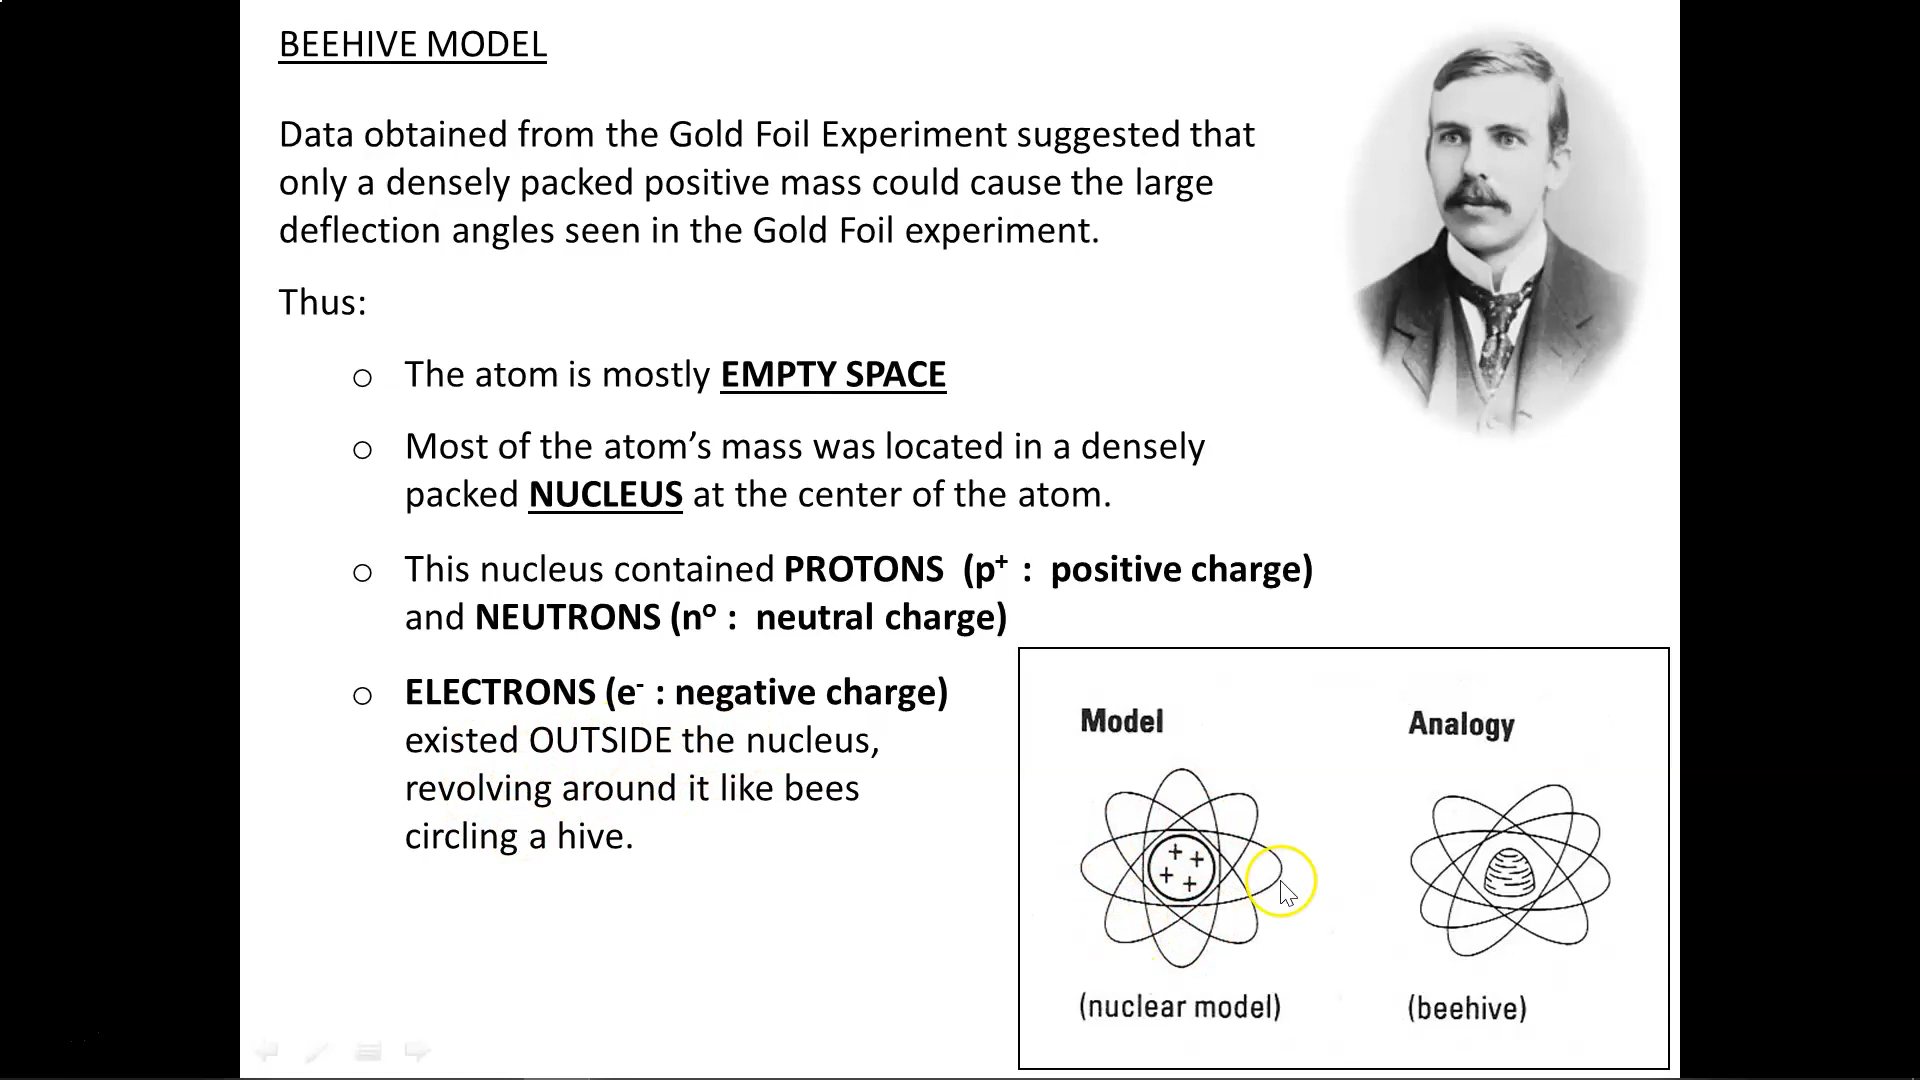 BEEHIVE MODEL
Data obtained from the Gold Foil Experiment suggested that
only a densely packed positive mass could cause the large
deflection angles seen in the Gold Foil experiment.
Thus:
o The atom is mostly EMPTY SPACE
o Most of the atom’s mass was located in a densely
packed NUCLEUS at the center of the atom.
o This nucleus contained PROTONS (p⁺ : positive charge)
and NEUTRONS (nᵒ : neutral charge)
o ELECTRONS (e⁻ : negative charge)
existed OUTSIDE the nucleus,
revolving around it like bees
circling a hive.
Model
+ +
+ +
(nuclear model)
Analogy
(beehive)